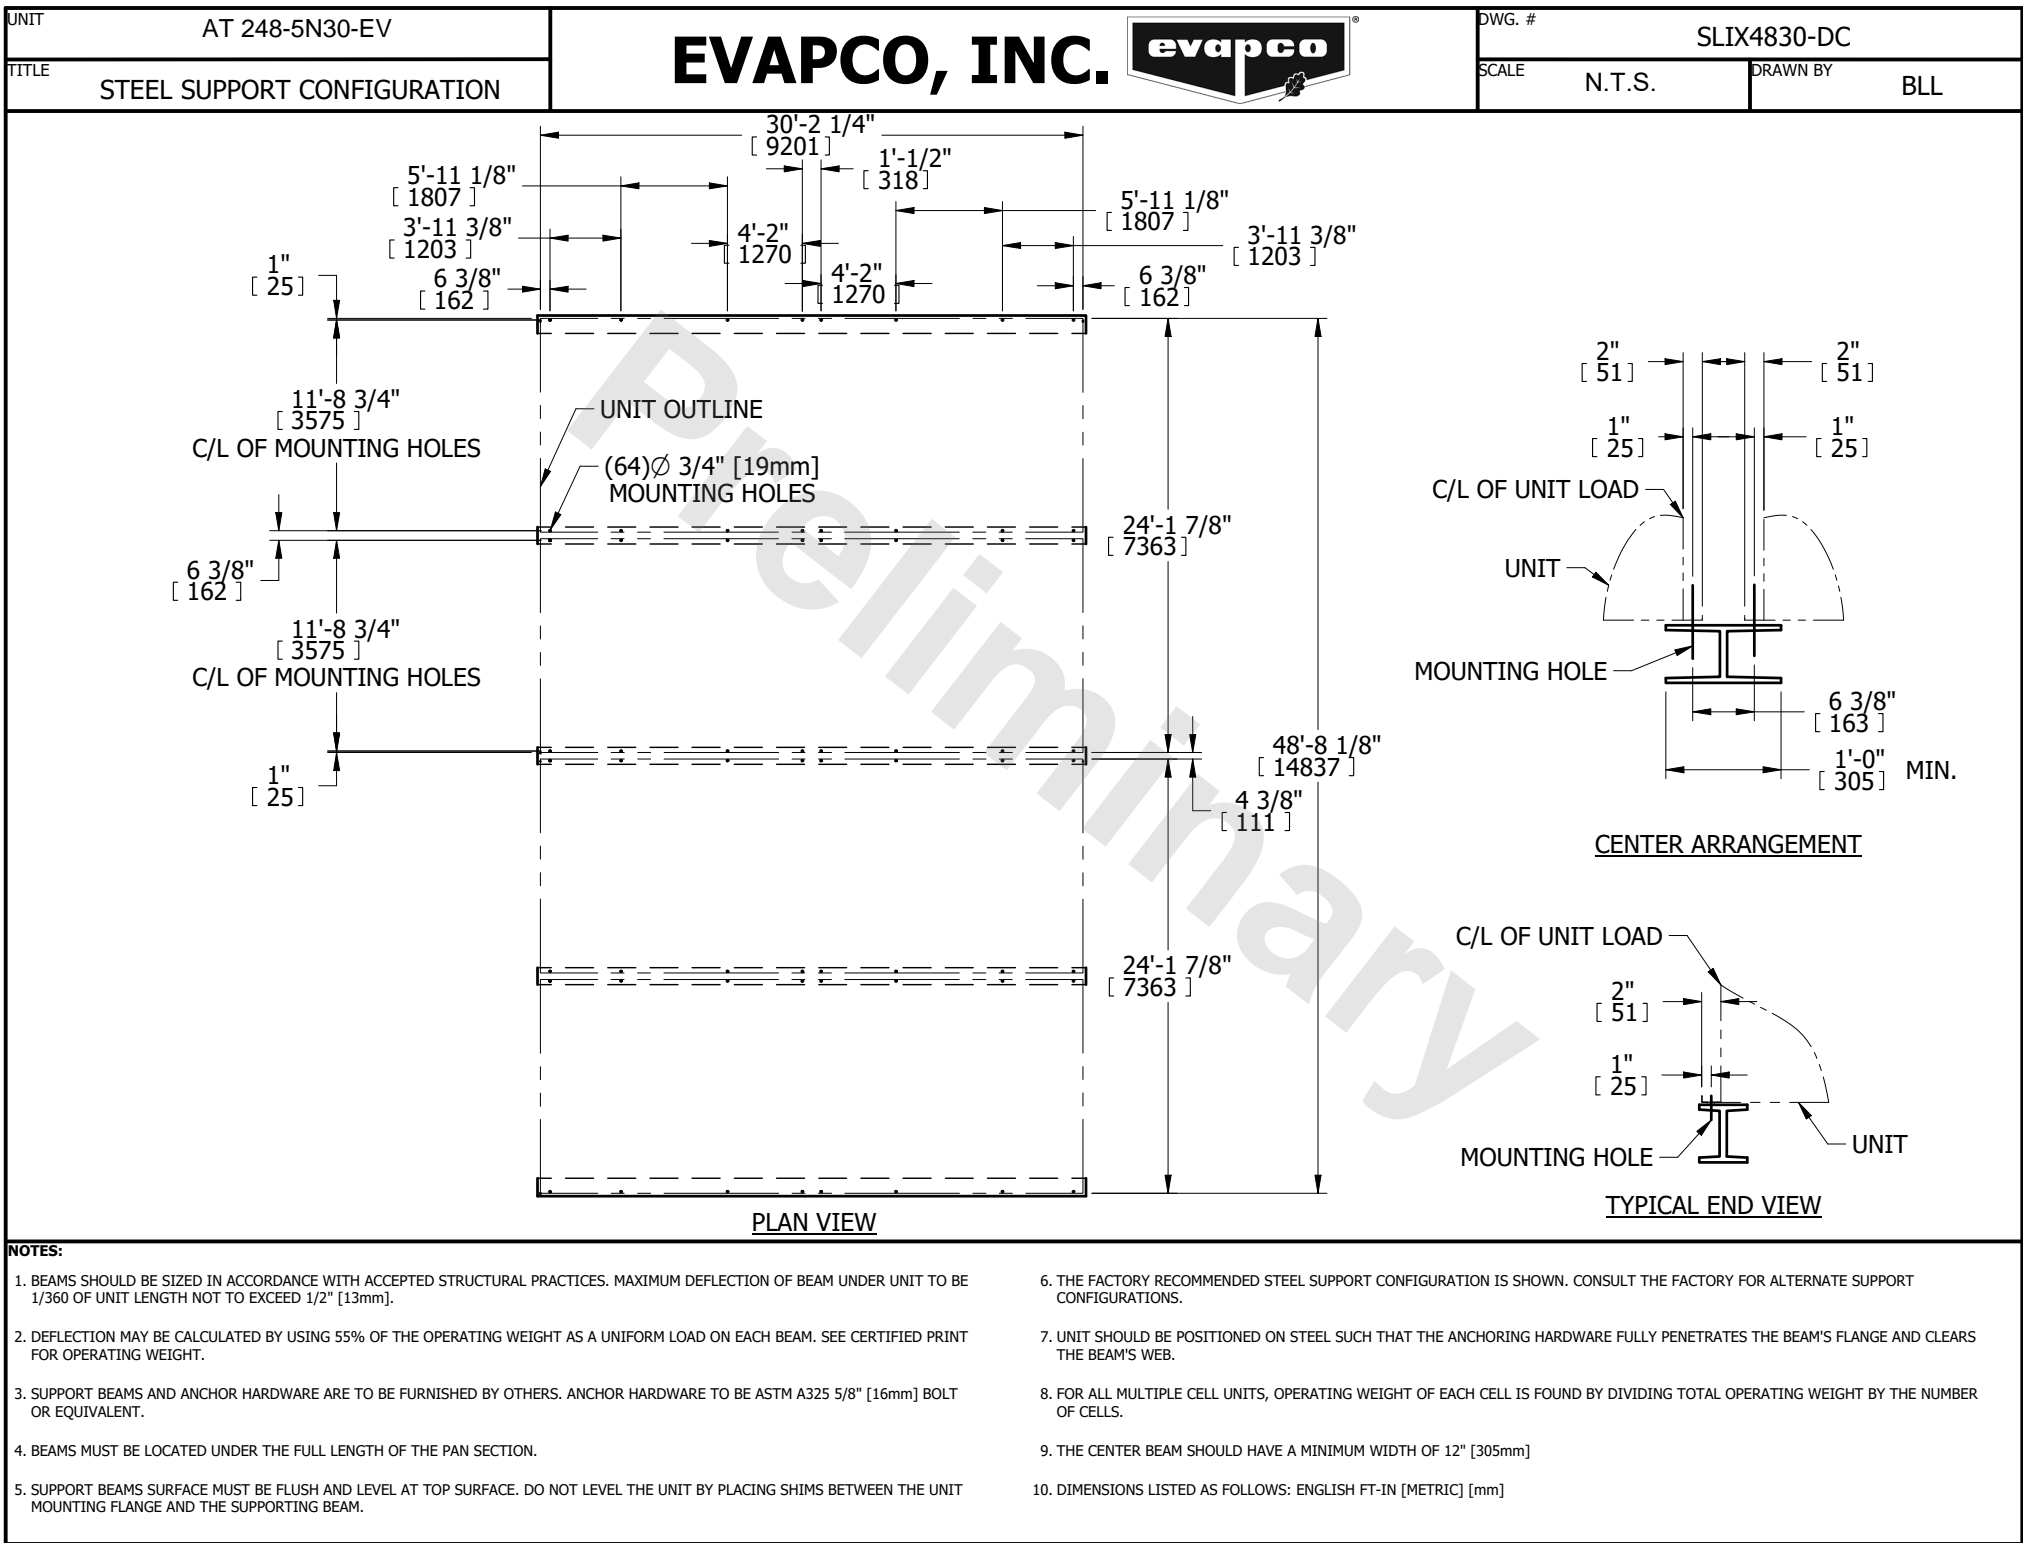 UNIT
AT 248-5N30-EV
TITLE
STEEL SUPPORT CONFIGURATION
EVAPCO, INC.
evapco
®
DWG. #
SLIX4830-DC
SCALE
N.T.S.
DRAWN BY
BLL
30'-2 1/4"
[ 9201 ]
1'-1/2"
[ 318 ]
5'-11 1/8"
[ 1807 ]
5'-11 1/8"
[ 1807 ]
3'-11 3/8"
[ 1203 ]
4'-2"
[ 1270 ]
3'-11 3/8"
[ 1203 ]
1"
[ 25 ]
6 3/8"
[ 162 ]
4'-2"
[ 1270 ]
6 3/8"
[ 162 ]
11'-8 3/4"
[ 3575 ]
C/L OF MOUNTING HOLES
UNIT OUTLINE
(64)Ø 3/4" [19mm]
MOUNTING HOLES
6 3/8"
[ 162 ]
24'-1 7/8"
[ 7363 ]
11'-8 3/4"
[ 3575 ]
C/L OF MOUNTING HOLES
1"
[ 25 ]
48'-8 1/8"
[ 14837 ]
4 3/8"
[ 111 ]
24'-1 7/8"
[ 7363 ]
PLAN VIEW
Preliminary
2"
[ 51 ]
2"
[ 51 ]
1"
[ 25 ]
1"
[ 25 ]
C/L OF UNIT LOAD
UNIT
MOUNTING HOLE
6 3/8"
[ 163 ]
1'-0"
[ 305 ] MIN.
CENTER ARRANGEMENT
C/L OF UNIT LOAD
2"
[ 51 ]
1"
[ 25 ]
MOUNTING HOLE
UNIT
TYPICAL END VIEW
NOTES:
1. BEAMS SHOULD BE SIZED IN ACCORDANCE WITH ACCEPTED STRUCTURAL PRACTICES. MAXIMUM DEFLECTION OF BEAM UNDER UNIT TO BE
1/360 OF UNIT LENGTH NOT TO EXCEED 1/2" [13mm].
2. DEFLECTION MAY BE CALCULATED BY USING 55% OF THE OPERATING WEIGHT AS A UNIFORM LOAD ON EACH BEAM. SEE CERTIFIED PRINT
FOR OPERATING WEIGHT.
3. SUPPORT BEAMS AND ANCHOR HARDWARE ARE TO BE FURNISHED BY OTHERS. ANCHOR HARDWARE TO BE ASTM A325 5/8" [16mm] BOLT
OR EQUIVALENT.
4. BEAMS MUST BE LOCATED UNDER THE FULL LENGTH OF THE PAN SECTION.
5. SUPPORT BEAMS SURFACE MUST BE FLUSH AND LEVEL AT TOP SURFACE. DO NOT LEVEL THE UNIT BY PLACING SHIMS BETWEEN THE UNIT
MOUNTING FLANGE AND THE SUPPORTING BEAM.
6. THE FACTORY RECOMMENDED STEEL SUPPORT CONFIGURATION IS SHOWN. CONSULT THE FACTORY FOR ALTERNATE SUPPORT
CONFIGURATIONS.
7. UNIT SHOULD BE POSITIONED ON STEEL SUCH THAT THE ANCHORING HARDWARE FULLY PENETRATES THE BEAM'S FLANGE AND CLEARS
THE BEAM'S WEB.
8. FOR ALL MULTIPLE CELL UNITS, OPERATING WEIGHT OF EACH CELL IS FOUND BY DIVIDING TOTAL OPERATING WEIGHT BY THE NUMBER
OF CELLS.
9. THE CENTER BEAM SHOULD HAVE A MINIMUM WIDTH OF 12" [305mm]
10. DIMENSIONS LISTED AS FOLLOWS: ENGLISH FT-IN [METRIC] [mm]